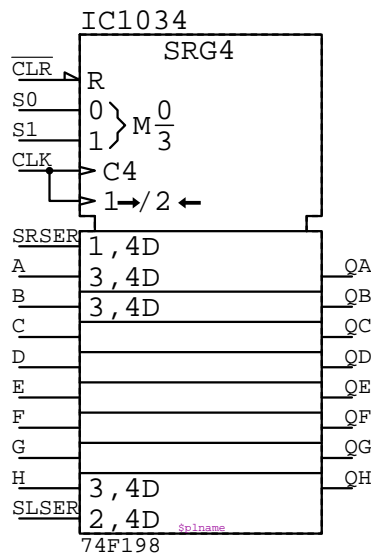 IC1034
SRG4
CLR
R
S0
0
M 0/3
S1
1
CLK
C4
1→/2←
SRSER
1,4D
A
3,4D
QA
B
3,4D
QB
C
QC
D
QD
E
QE
F
QF
G
QG
H
3,4D
QH
SLSER
2,4D
$plname
74F198